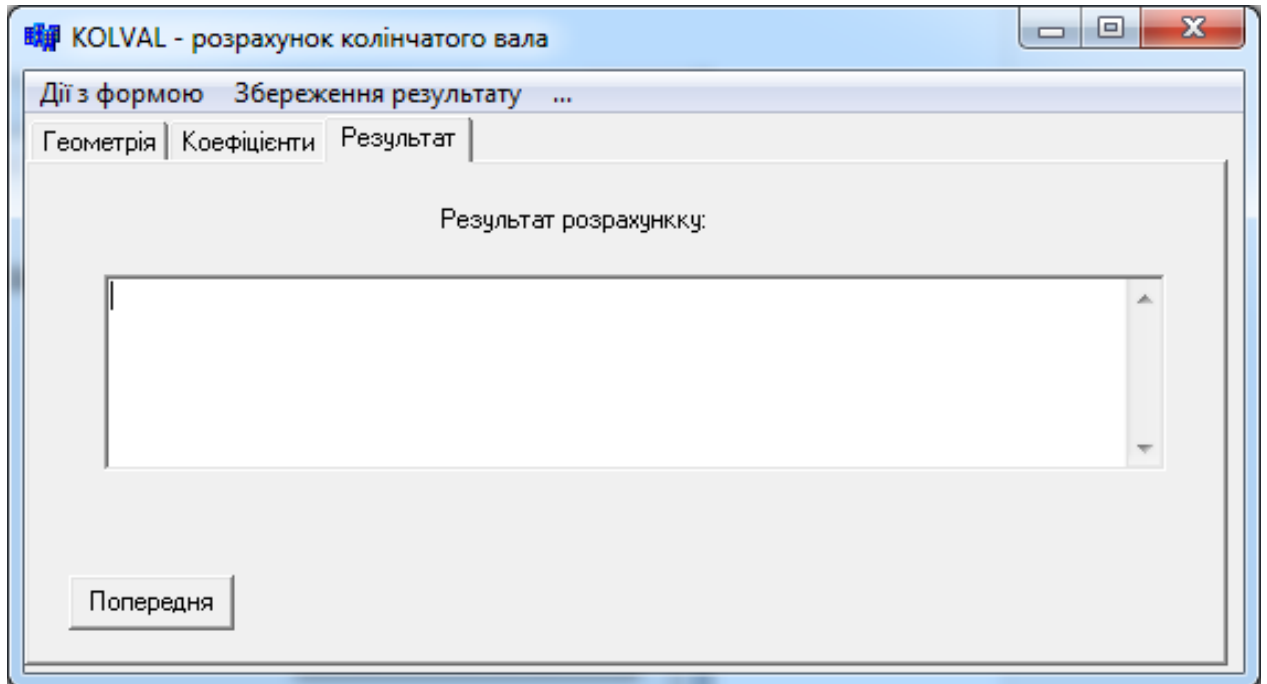 KOLVAL - розрахунок колінчатого вала
Дії з формою Збереження результату ...
Геометрія Коефіцієнти Результат
Результат розрахункку:
Попередня